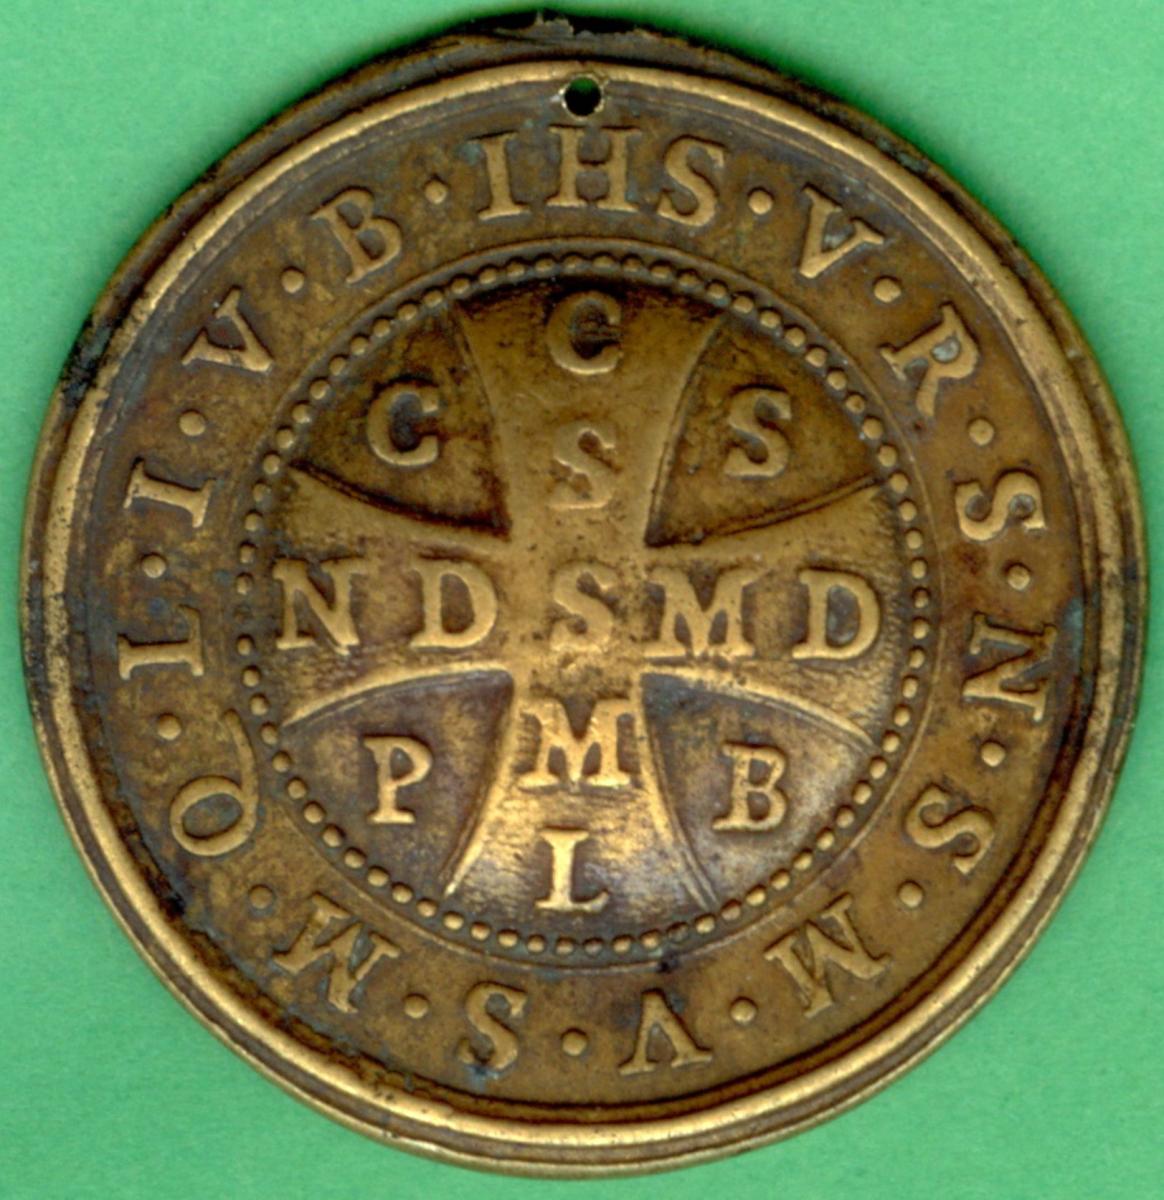 IHS · V · R · S · N · S · M · V · S · M · Q · L · I · V · B ·
C
C S
S
N D S M D
M
P B
L